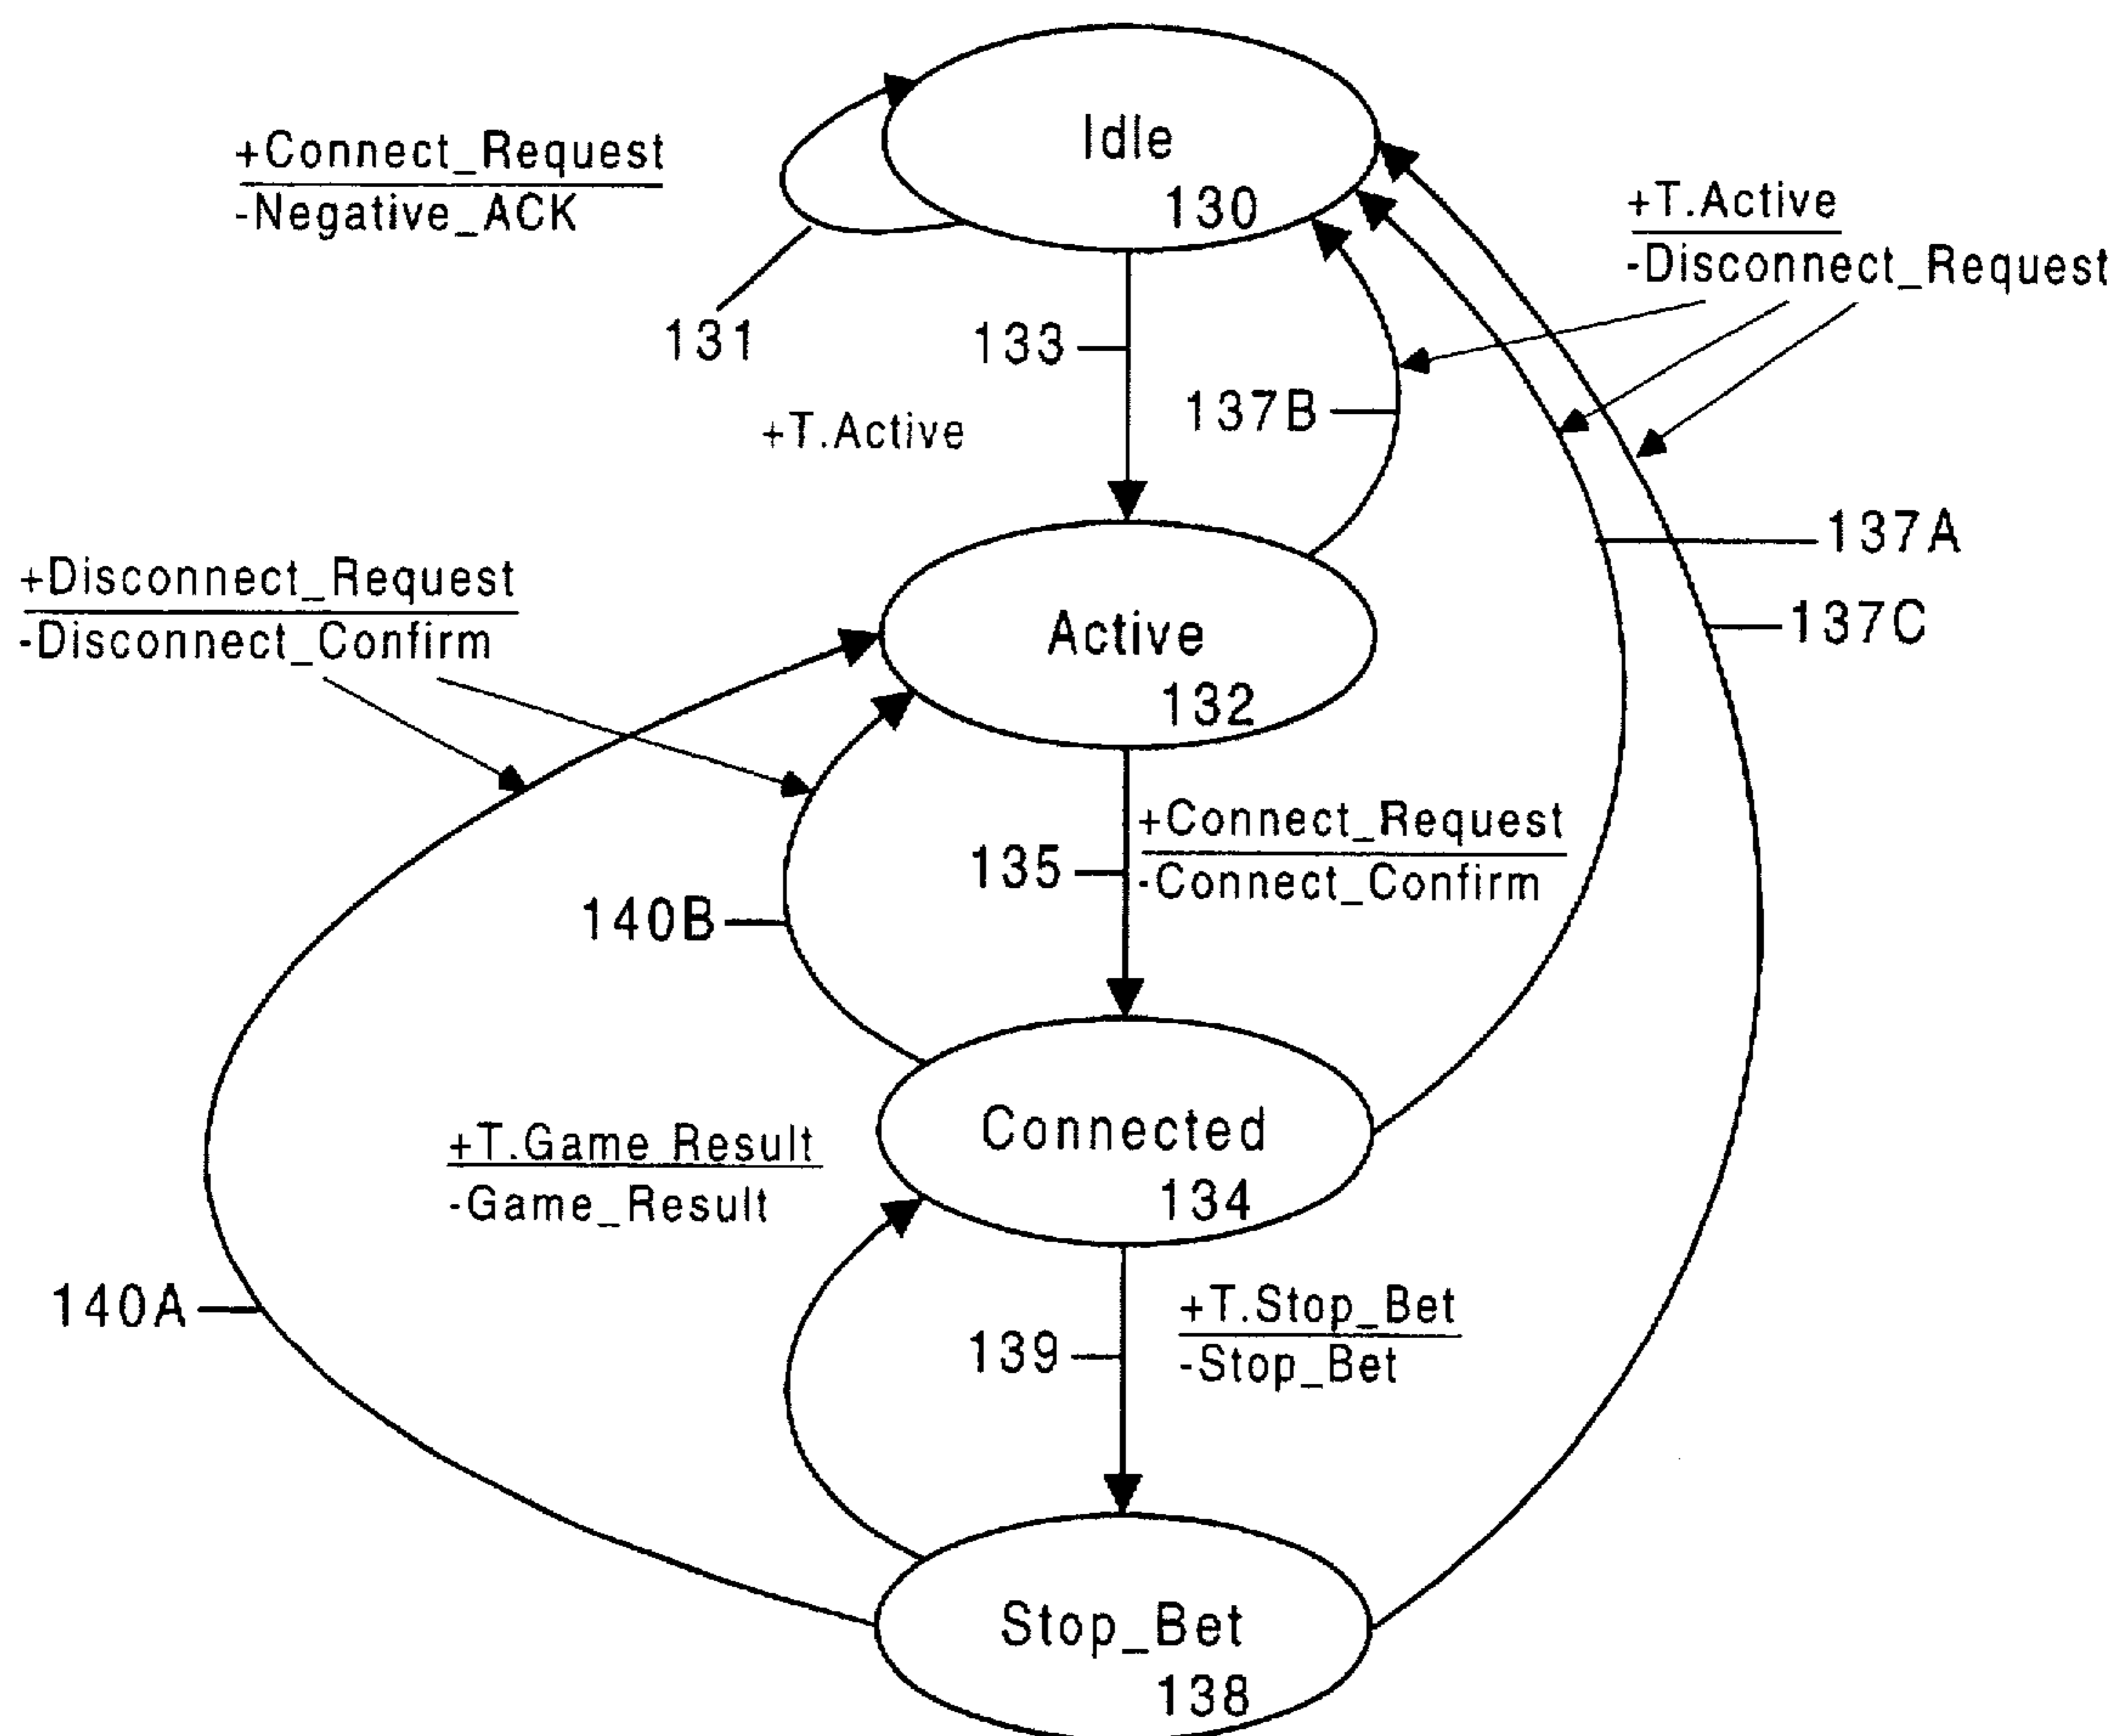 Idle
130
+Connect_Request
-Negative_ACK
131
+T.Active
-Disconnect_Request
133
+T.Active
137B
137A
137C
+Disconnect_Request
-Disconnect_Confirm
Active
132
135
+Connect_Request
-Connect_Confirm
140B
Connected
134
+T.Game Result
-Game_Result
140A
139
+T.Stop_Bet
-Stop_Bet
Stop_Bet
138